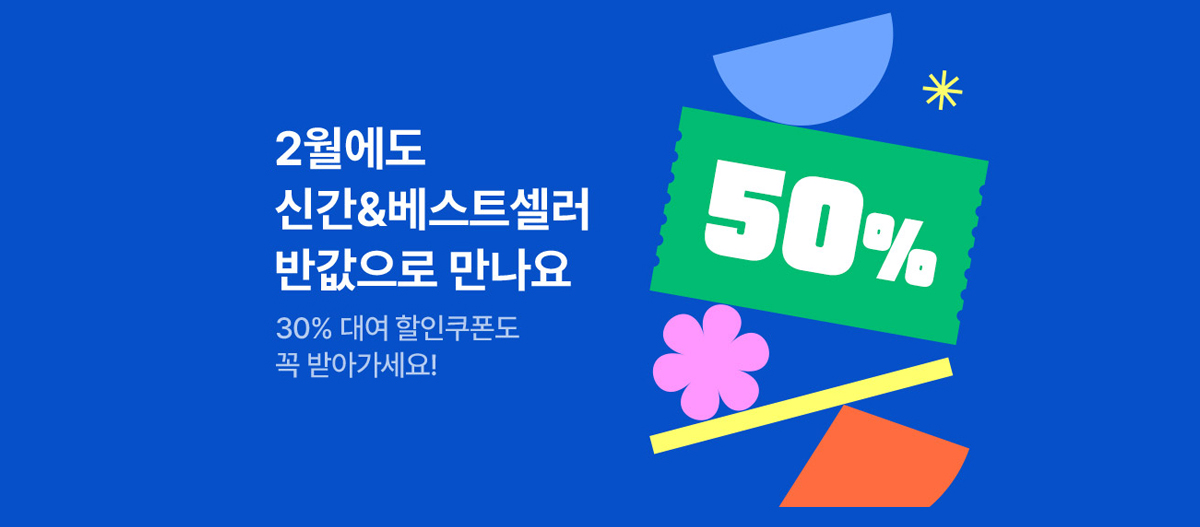 2월에도
신간&베스트셀러
반값으로 만나요
30% 대여 할인쿠폰도
꼭 받아가세요!
50%